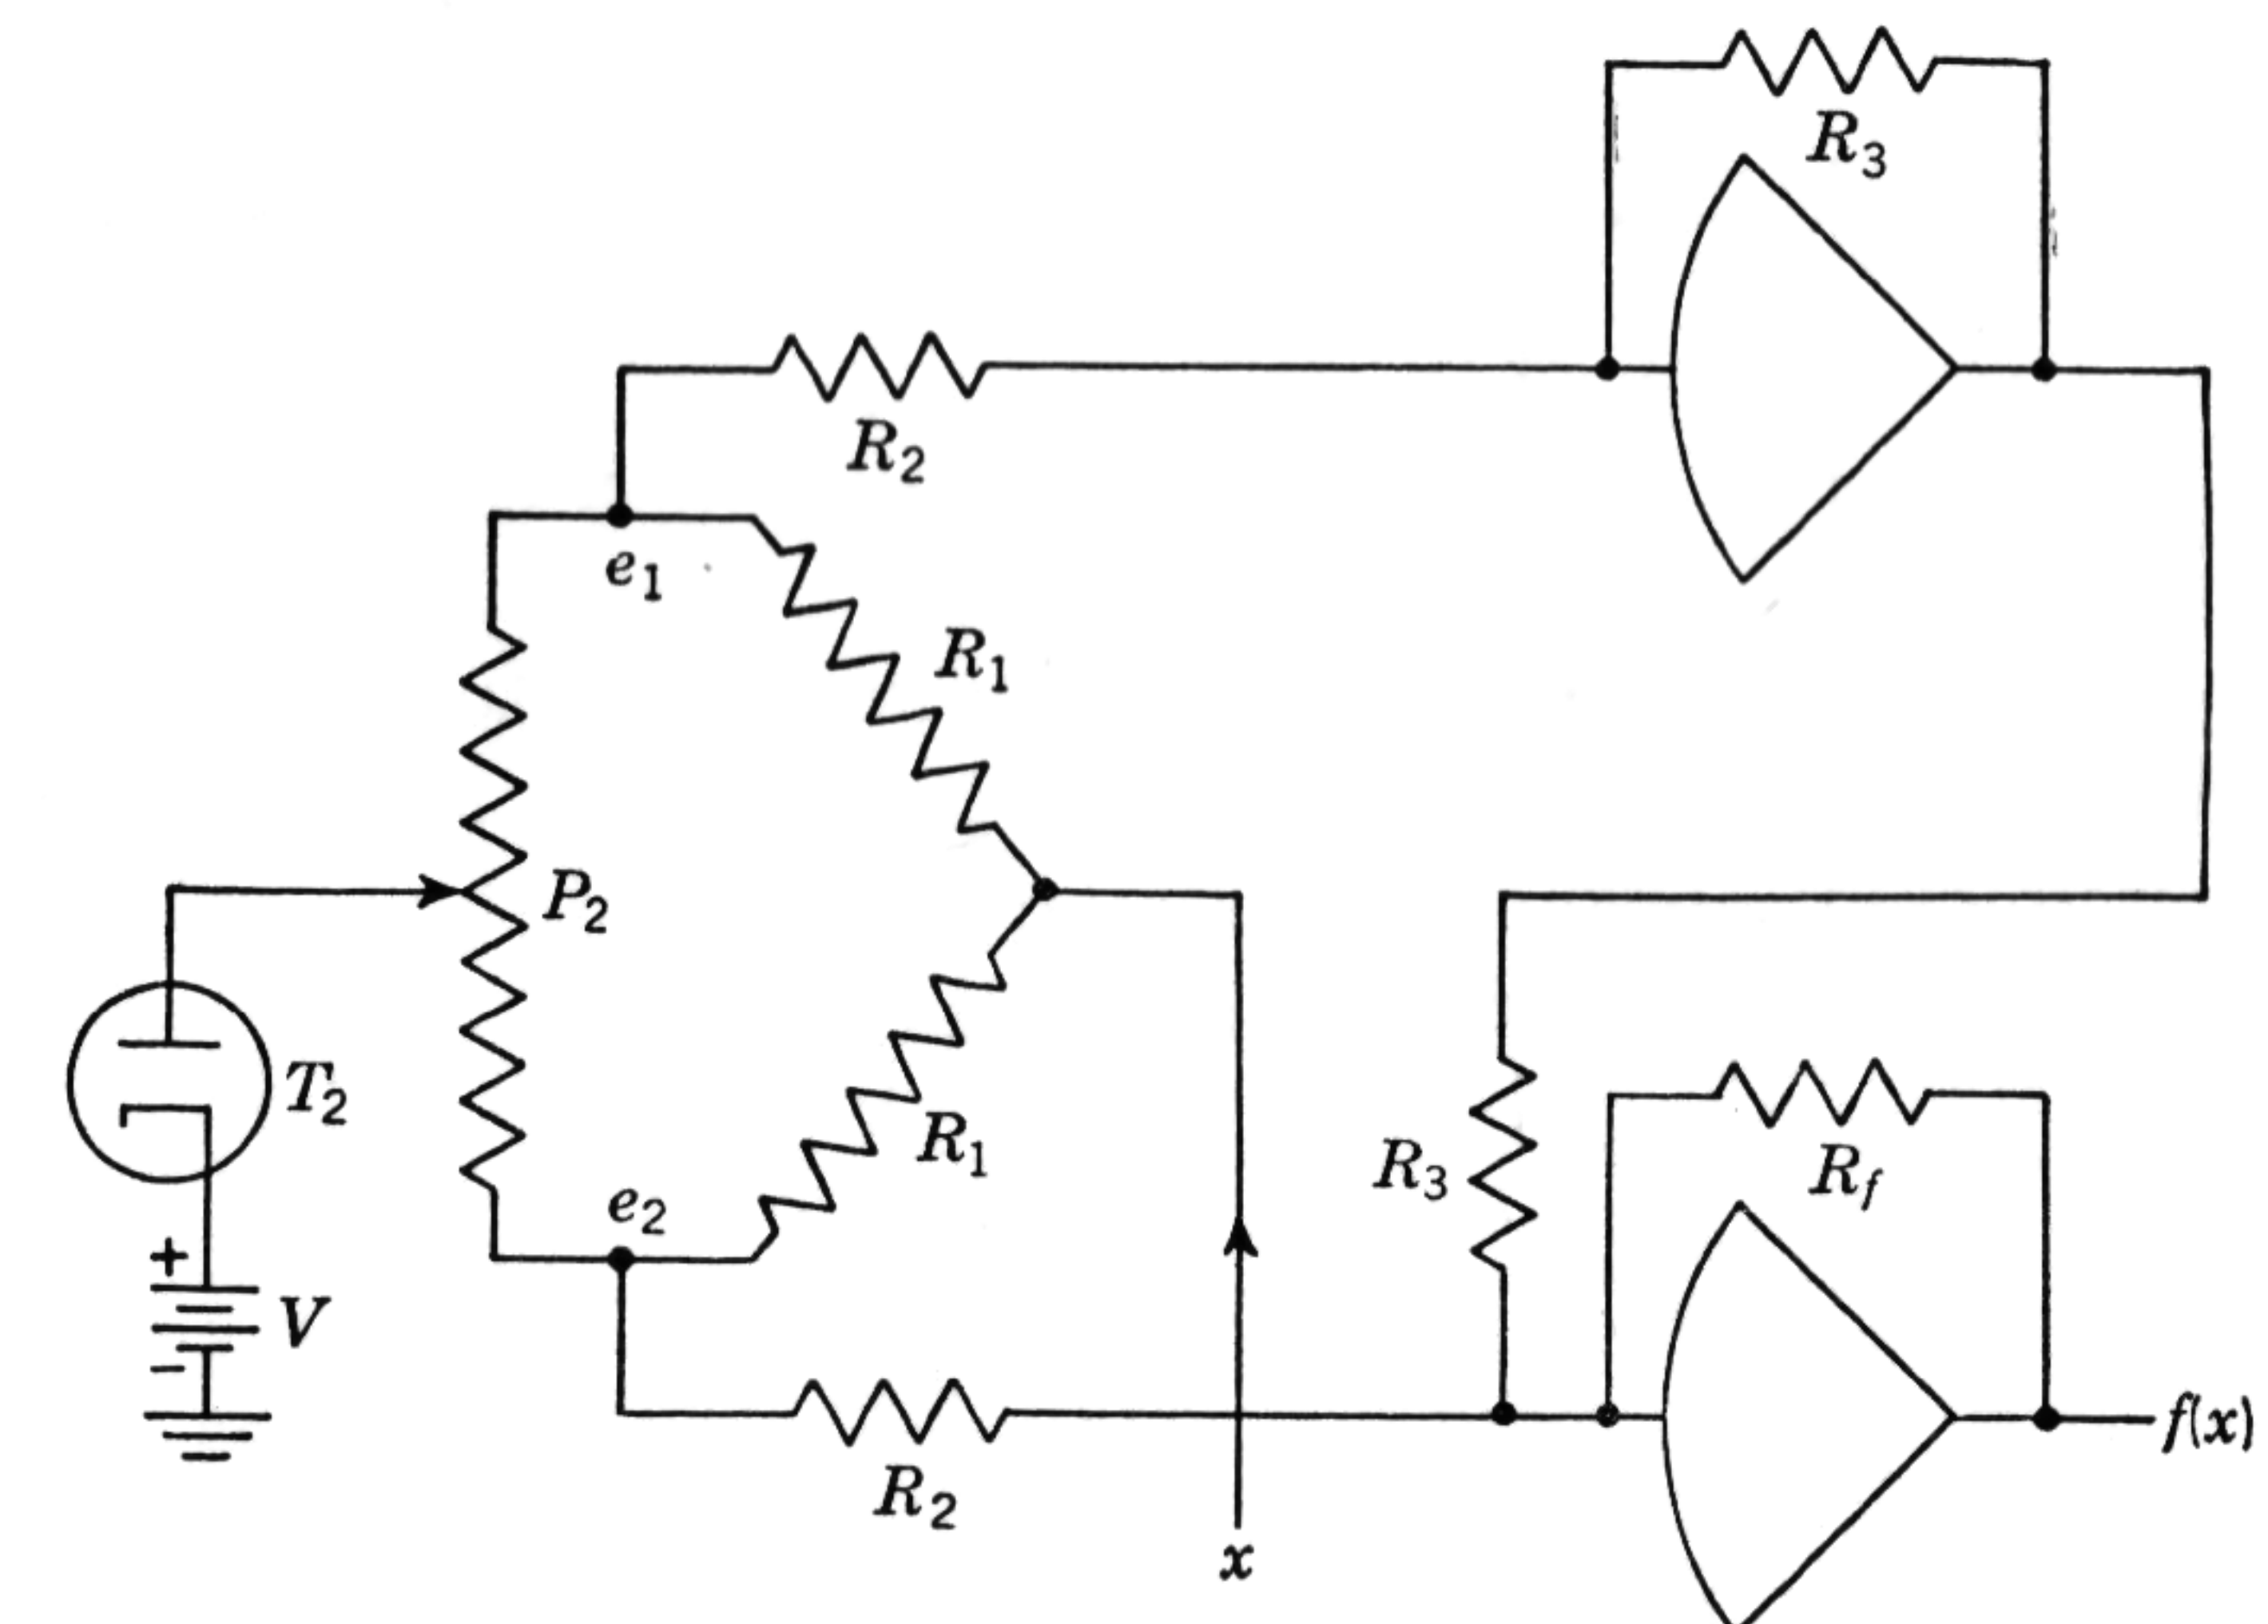 R3
R2
e1
R1
P2
T2
R1
R3
Rf
e2
+
V
−
f(x)
R2
x